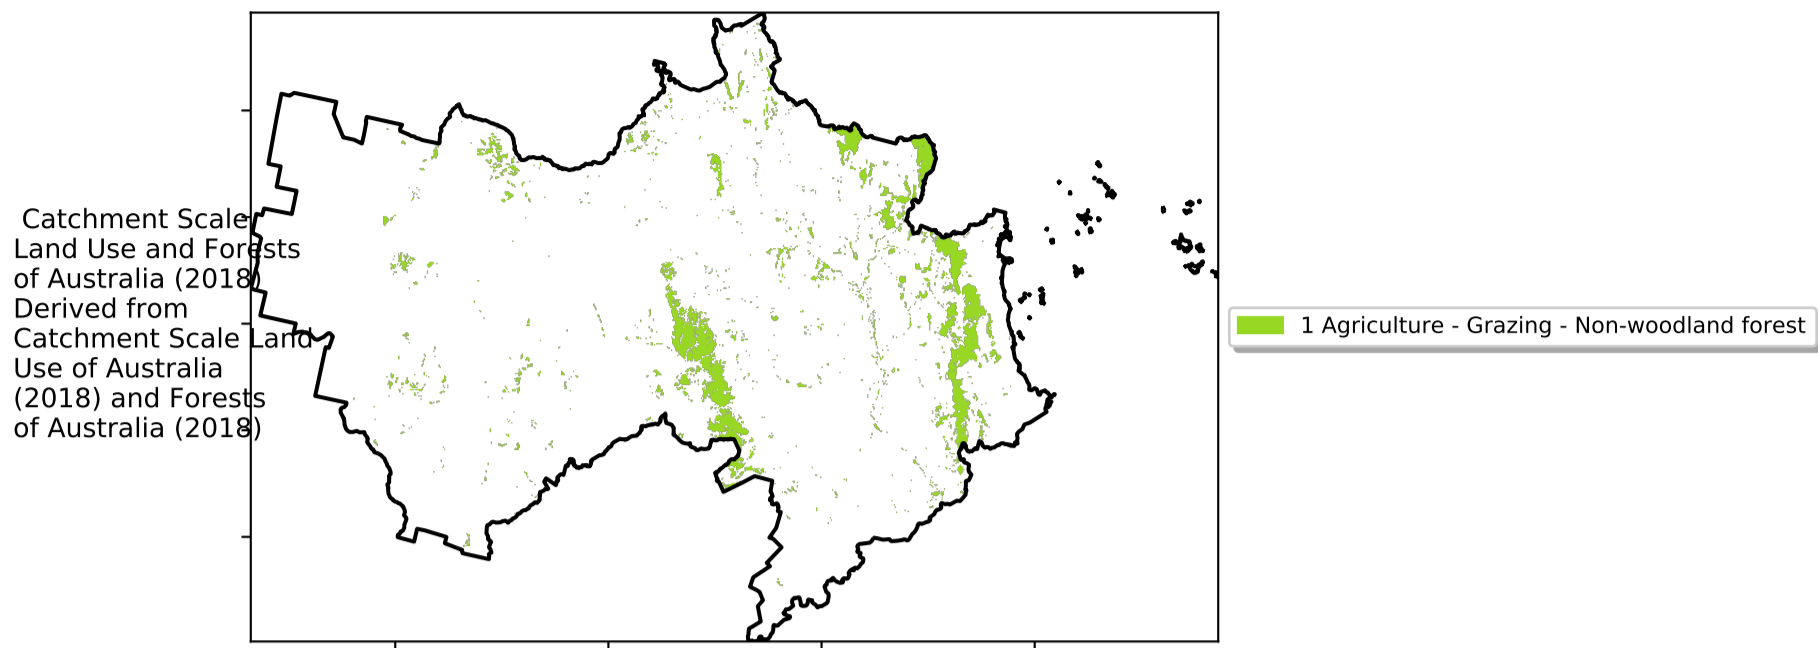 Catchment Scale
Land Use and Forests
of Australia (2018)
Derived from
Catchment Scale Land
Use of Australia
(2018) and Forests
of Australia (2018)
1 Agriculture - Grazing - Non-woodland forest